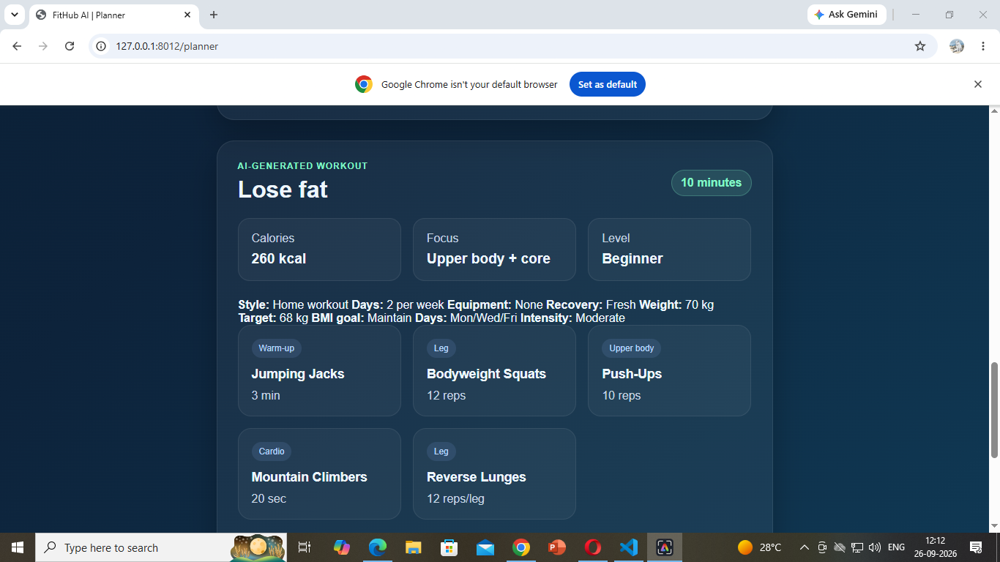 FitHub AI | Planner
Ask Gemini
127.0.0.1:8012/planner
Google Chrome isn't your default browser
Set as default
AI-GENERATED WORKOUT
Lose fat
10 minutes
Calories
260 kcal
Focus
Upper body + core
Level
Beginner
Style: Home workout Days: 2 per week Equipment: None Recovery: Fresh Weight: 70 kg
Target: 68 kg BMI goal: Maintain Days: Mon/Wed/Fri Intensity: Moderate
Warm-up
Jumping Jacks
3 min
Leg
Bodyweight Squats
12 reps
Upper body
Push-Ups
10 reps
Cardio
Mountain Climbers
20 sec
Leg
Reverse Lunges
12 reps/leg
Type here to search
28°C
ENG
12:12
26-09-2026